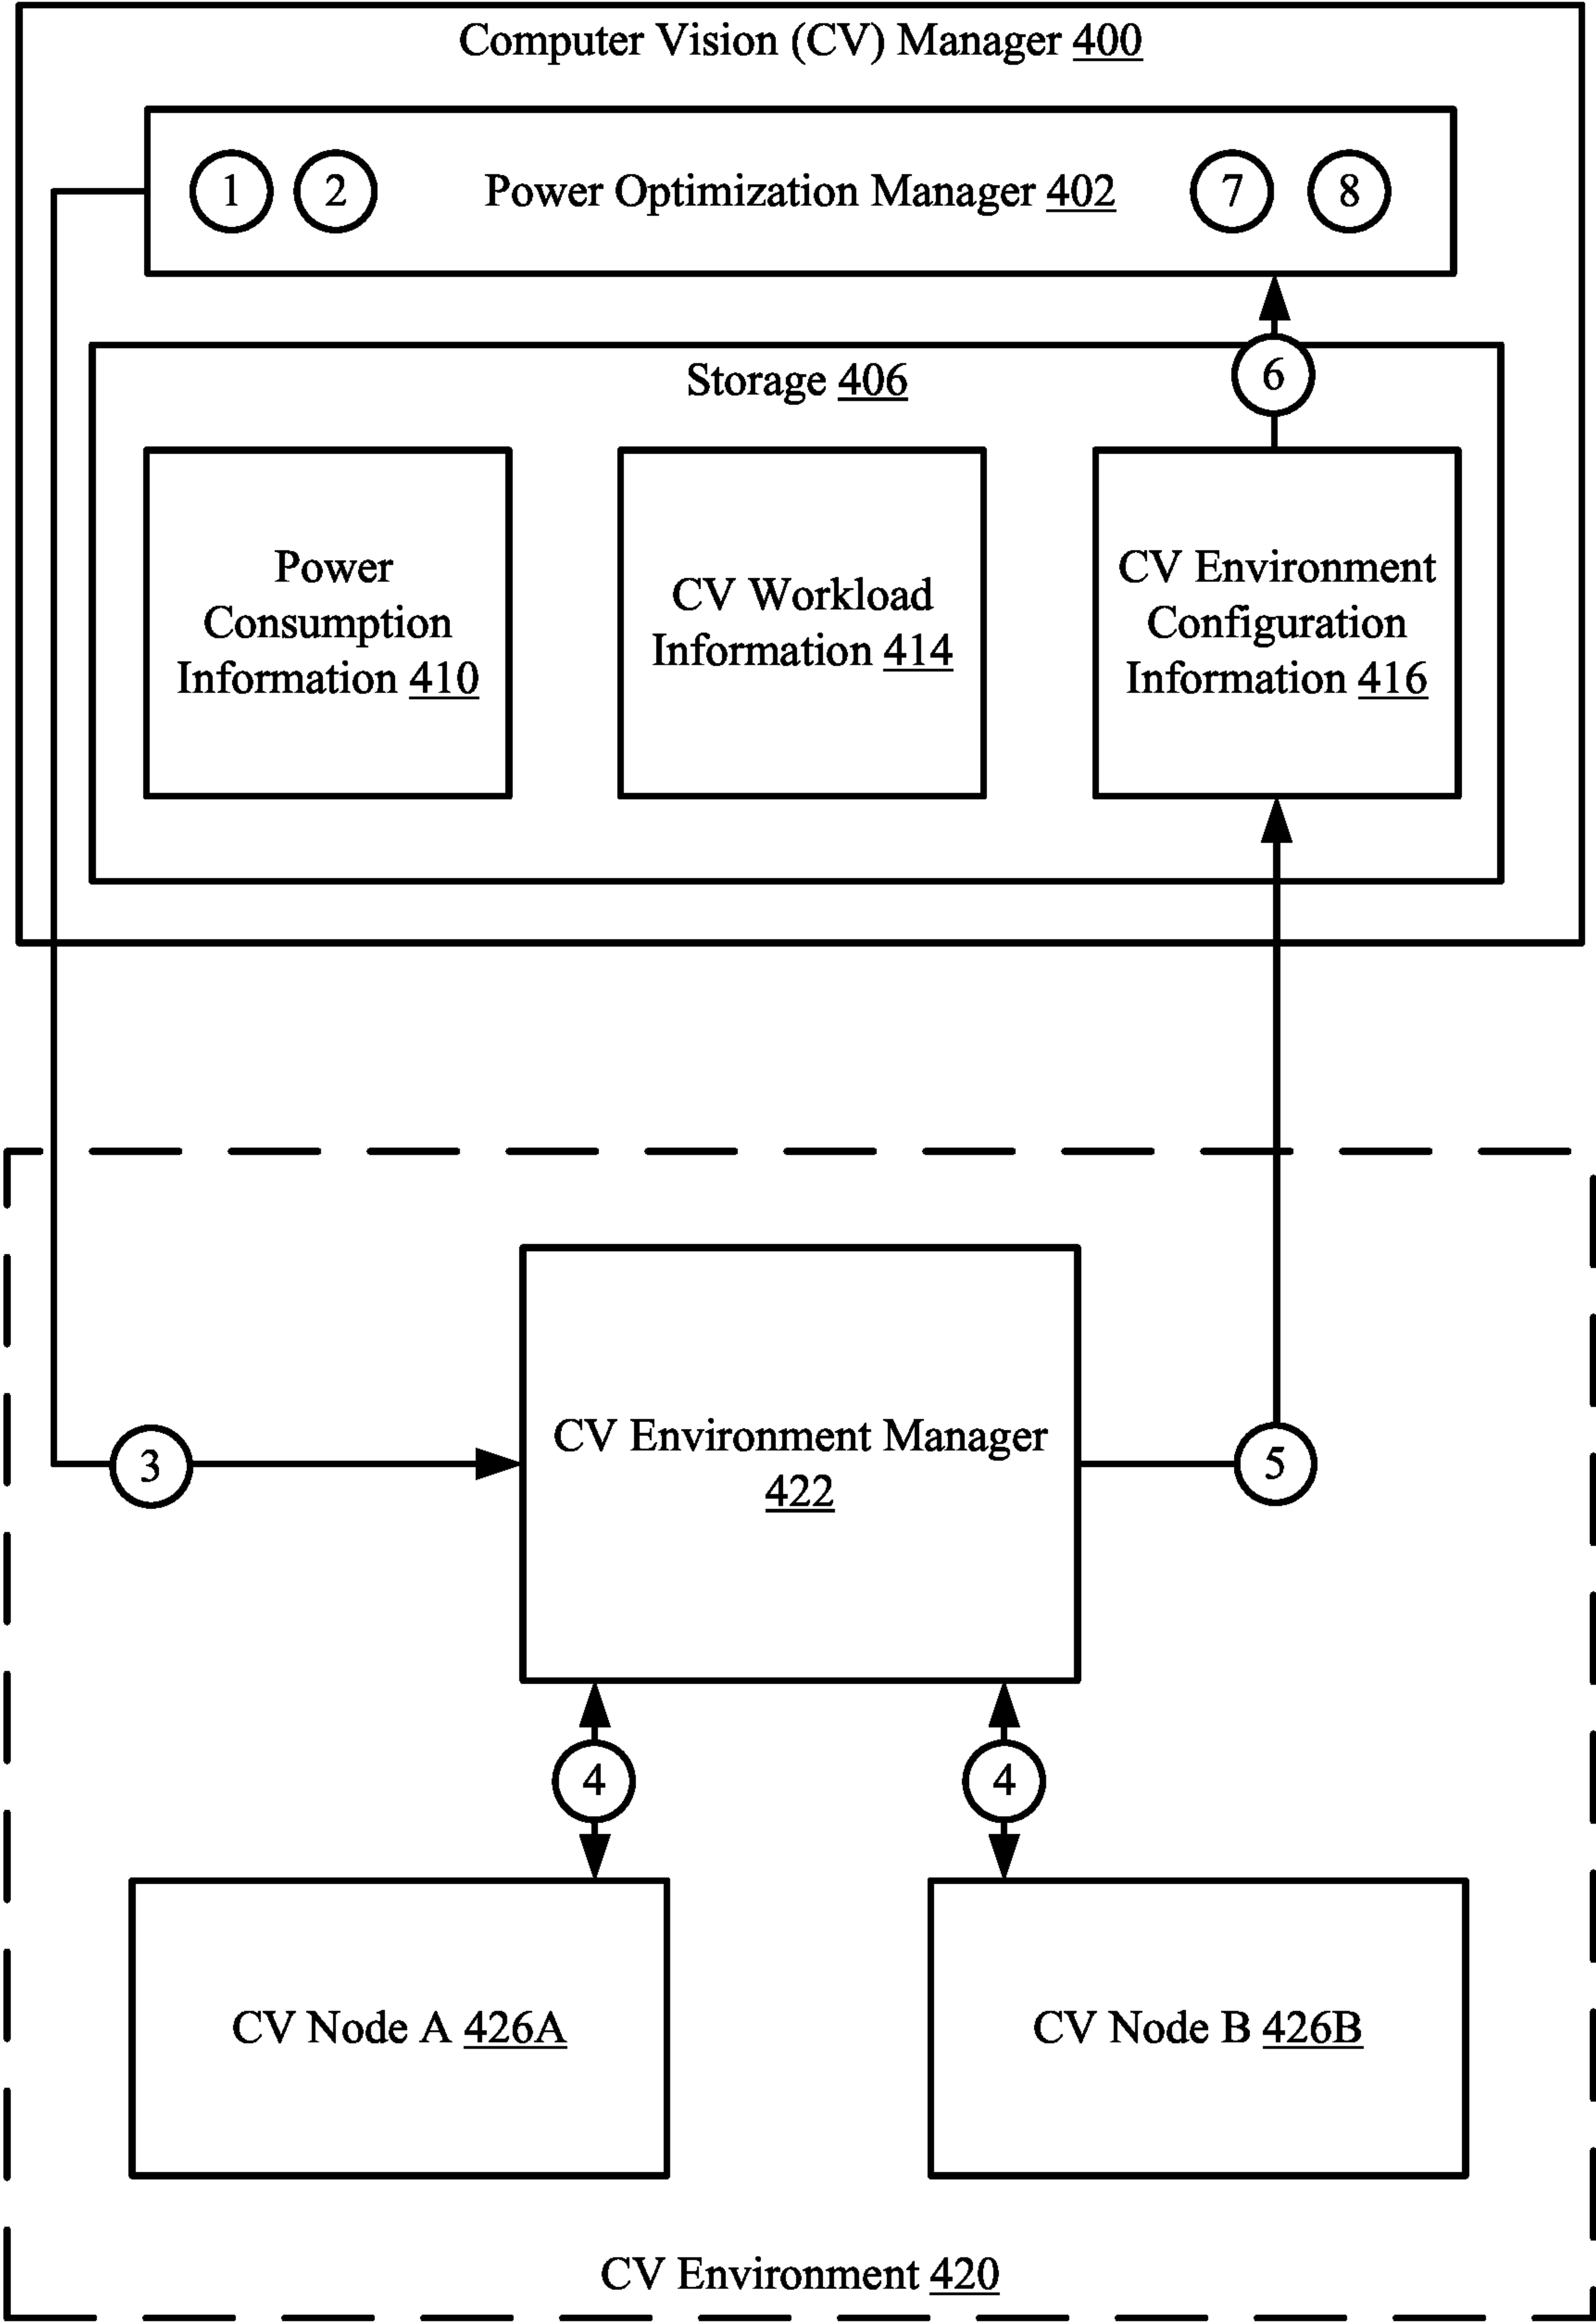 Computer Vision (CV) Manager 400
1 2 Power Optimization Manager 402 7 8
Storage 406
6
Power
Consumption
Information 410
CV Workload
Information 414
CV Environment
Configuration
Information 416
3
CV Environment Manager
422
5
4
4
CV Node A 426A
CV Node B 426B
CV Environment 420